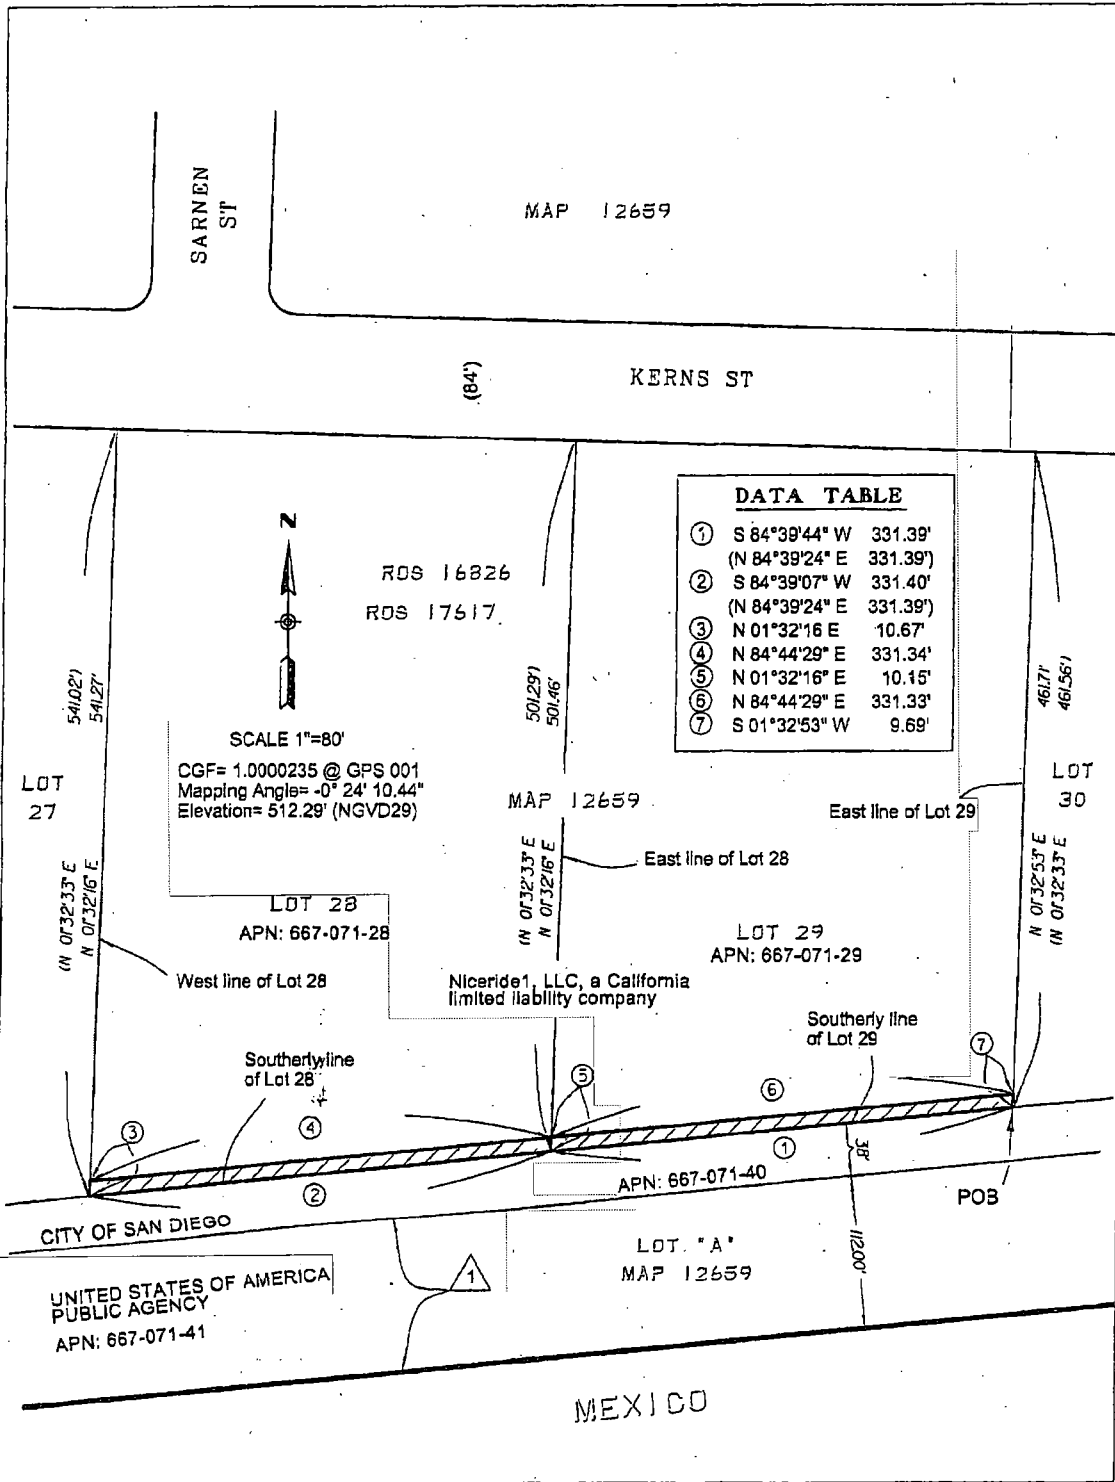 SARNEN
ST
MAP 12659
(84')
KERNS ST
DATA TABLE
① S 84°39'44" W 331.39'
(N 84°39'24" E 331.39')
② S 84°39'07" W 331.40'
(N 84°39'24" E 331.39')
③ N 01°32'16 E 10.67'
④ N 84°44'29" E 331.34'
⑤ N 01°32'16" E 10.15'
⑥ N 84°44'29" E 331.33'
⑦ S 01°32'53" W 9.69'
N
ROS 16826
ROS 17617
541.02')
541.27'
501.29')
501.46'
461.71'
461.56')
SCALE 1"=80'
CGF= 1.0000235 @ GPS 001
Mapping Angle= -0° 24' 10.44"
Elevation= 512.29' (NGVD29)
LOT
27
MAP 12659
East line of Lot 29
LOT
30
(N 01°32'33" E
N 01°32'16" E
(N 01°32'33" E
N 01°32'16" E
East line of Lot 28
N 01°32'53" E
(N 01°32'33" E
LOT 28
APN: 667-071-28
LOT 29
APN: 667-071-29
West line of Lot 28
Niceride1, LLC, a California
limited liability company
Southerly line
of Lot 29
Southerly line
of Lot 28
③
④
②
⑤
⑥
①
⑦
38'
APN: 667-071-40
POB
CITY OF SAN DIEGO
112.00'
LOT. "A"
MAP 12659
1
UNITED STATES OF AMERICA
PUBLIC AGENCY
APN: 667-071-41
MEXICO